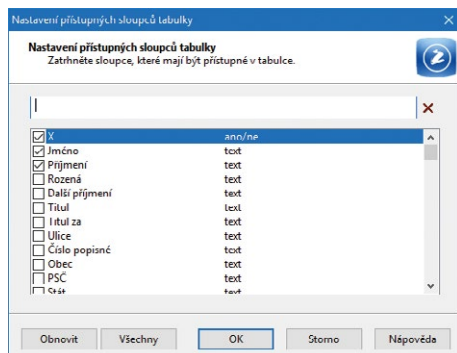 Nastavení přístupných sloupců tabulky
Nastavení přístupných sloupců tabulky
Zatrhněte sloupce, které mají být přístupné v tabulce.
X ano/ne
Jméno text
Příjmení text
Rozená text
Další příjmení text
Titul text
Titul za text
Ulice text
Číslo popisné text
Obec text
PSČ text
Stát text
Obnovit Všechny OK Storno Nápověda